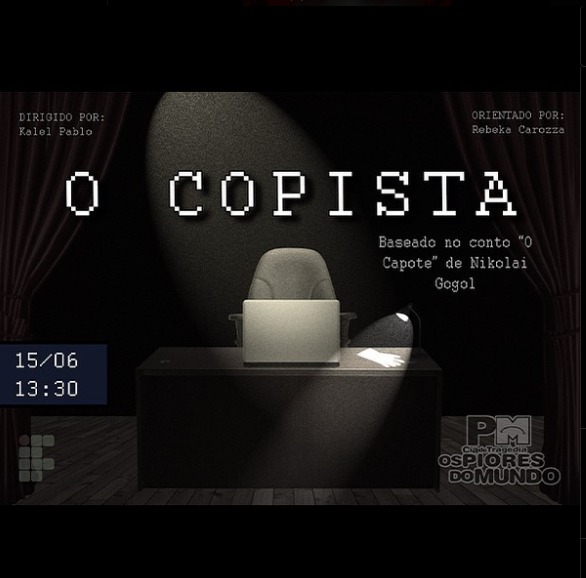 DIRIGIDO POR:
Kalel Pablo
ORIENTADO POR:
Rebeka Carozza
O COPISTA
Baseado no conto "O
Capote" de Nikolai
Gogol
15/06
13:30
PM
OS PIORES
DO MUNDO